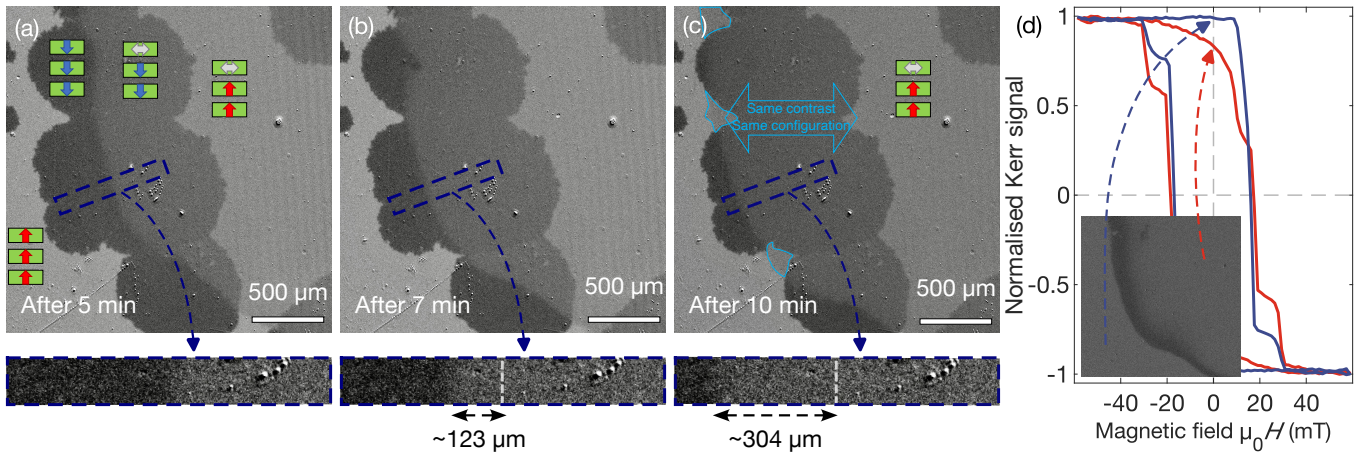 (a)
After 5 min
500 μm
(b)
After 7 min
500 μm
~123 μm
(c)
Same contrast
Same configuration
After 10 min
500 μm
~304 μm
(d)
Normalised Kerr signal
1
0.5
0
-0.5
-1
-40
-20
0
20
40
Magnetic field μ0H (mT)